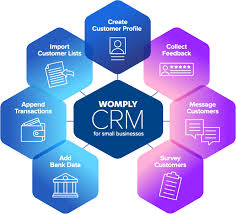 Create
Customer Profile
Import
Customer Lists
Collect
Feedback
WOMPLY
CRM
for small businesses
Append
Transactions
Message
Customers
Add
Bank Data
Survey
Customers